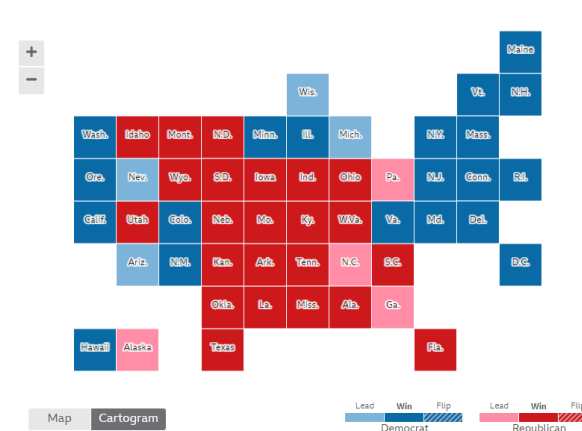 +
Maine
−
Wis.
Vt. N.H.
Wash. Idaho Mont. N.D. Minn. Ill. Mich. N.Y. Mass.
Ore. Nev. Wyo. S.D. Iowa Ind. Ohio Pa. N.J. Conn. R.I.
Calif. Utah Colo. Neb. Mo. Ky. W.Va. Va. Md. Del.
Ariz. N.M. Kan. Ark. Tenn. N.C. S.C. D.C.
Okla. La. Miss. Ala. Ga.
Hawaii Alaska Texas Fla.
Map Cartogram
Lead Win Flip Lead Win Flip
Democrat Republican